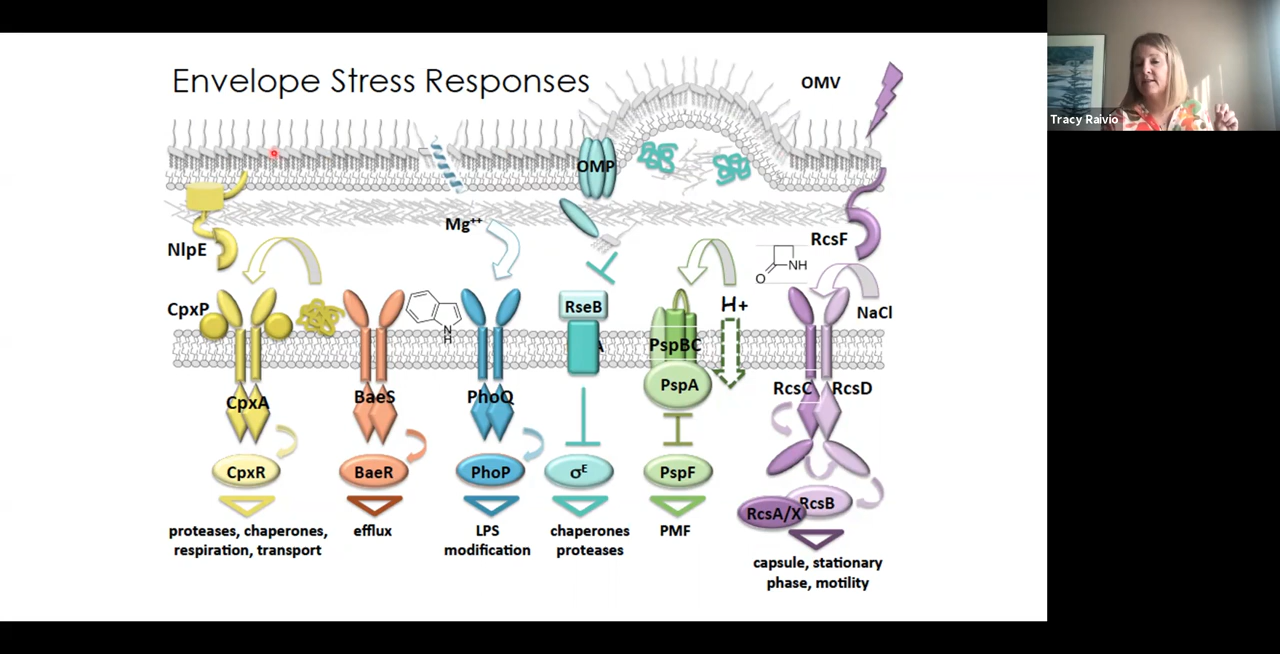 Envelope Stress Responses
OMV
Tracy Raivio
OMP
Mg⁺⁺
NlpE
RcsF
NH
O
CpxP
N
H
RseB
H+
NaCl
A
PspBC
PspA
CpxA
BaeS
PhoQ
RcsC
RcsD
CpxR
BaeR
PhoP
σᴱ
PspF
RcsA/X
RcsB
proteases, chaperones,
respiration, transport
efflux
LPS
modification
chaperones
proteases
PMF
capsule, stationary
phase, motility